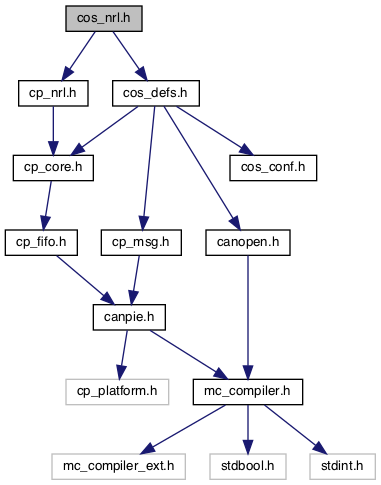 cos_nrl.h
cp_nrl.h
cos_defs.h
cp_core.h
cos_conf.h
cp_fifo.h
cp_msg.h
canopen.h
canpie.h
cp_platform.h
mc_compiler.h
mc_compiler_ext.h
stdbool.h
stdint.h